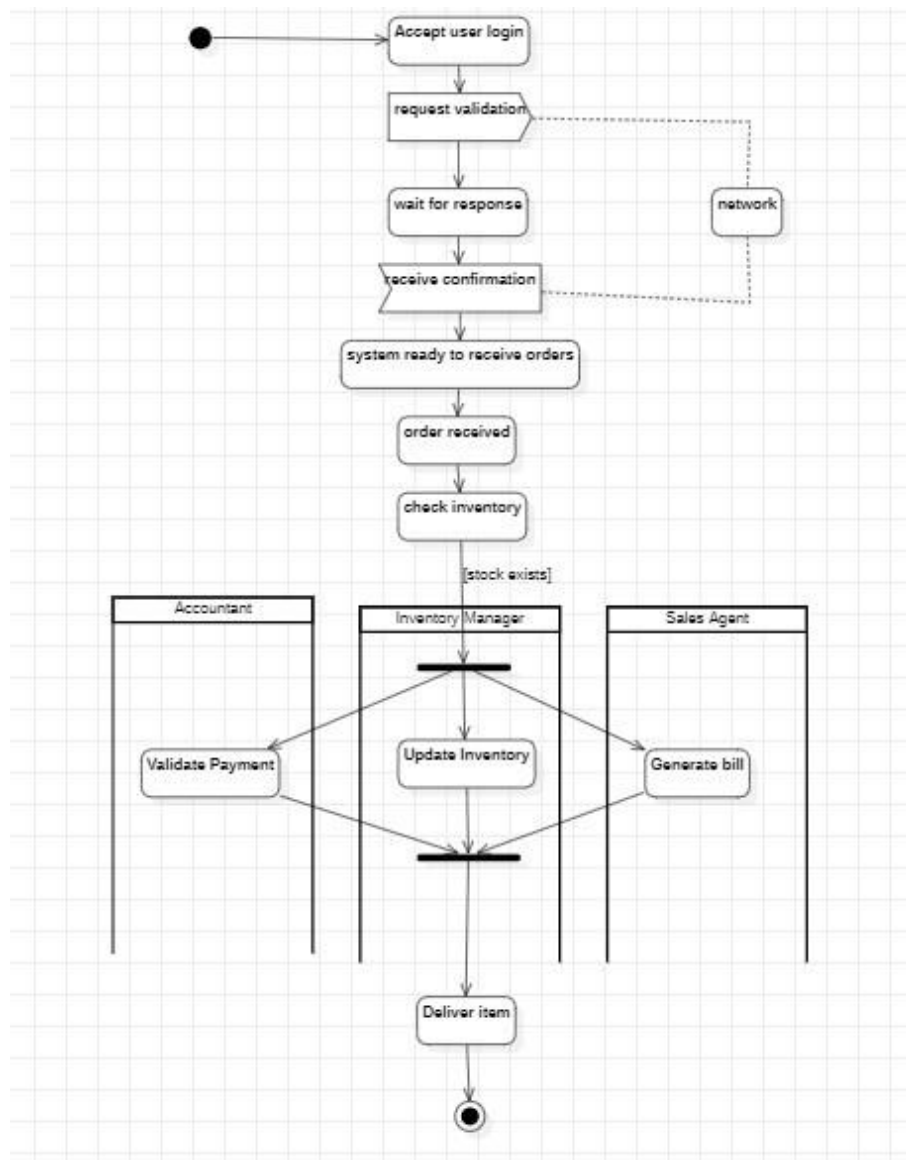 Accept user login
request validation
wait for response
network
receive confirmation
system ready to receive orders
order received
check inventory
[stock exists]
Accountant
Inventory Manager
Sales Agent
Validate Payment
Update Inventory
Generate bill
Deliver item